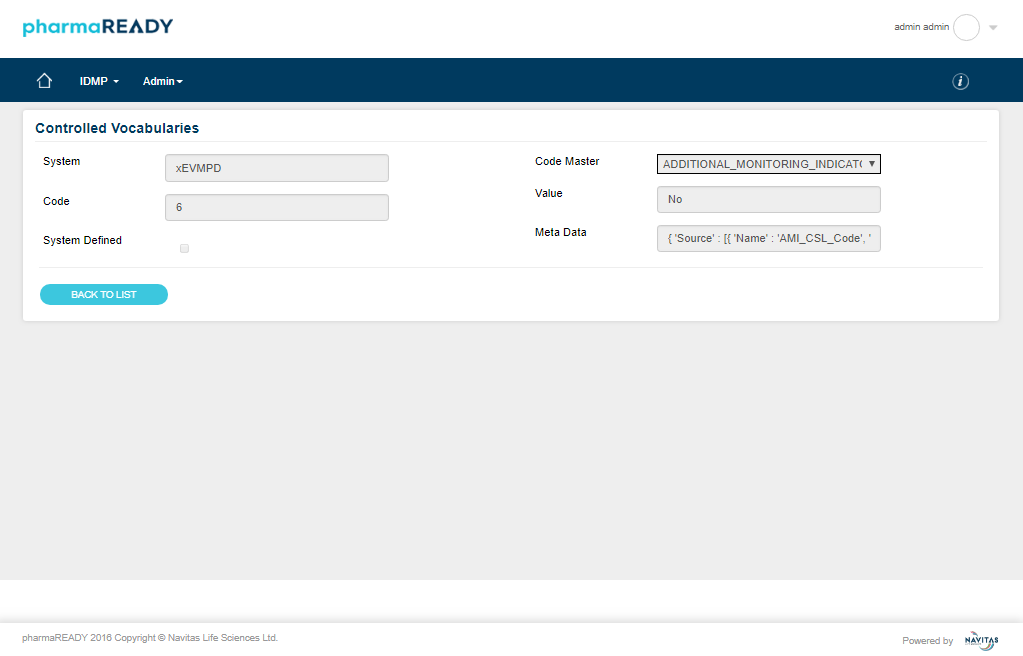 pharmaREADY
admin admin
IDMP
Admin
i
Controlled Vocabularies
System
xEVMPD
Code Master
ADDITIONAL_MONITORING_INDICAT
Code
6
Value
No
System Defined
Meta Data
{ 'Source' : [{ 'Name' : 'AMI_CSL_Code', '
BACK TO LIST
pharmaREADY 2016 Copyright © Navitas Life Sciences Ltd.
Powered by
NAVITAS